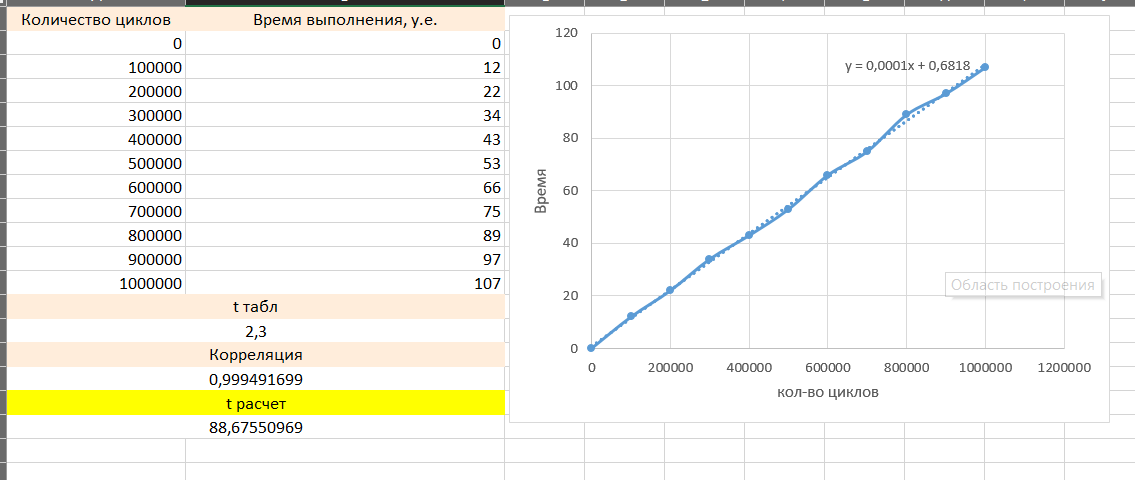 Количество циклов Время выполнения, у.е.
0 0
100000 12
200000 22
300000 34
400000 43
500000 53
600000 66
700000 75
800000 89
900000 97
1000000 107
t табл
2,3
Корреляция
0,999491699
t расчет
88,67550969
120
100
80
60
40
20
0
Время
y = 0,0001x + 0,6818
Область построения
0 200000 400000 600000 800000 1000000 1200000
кол-во циклов